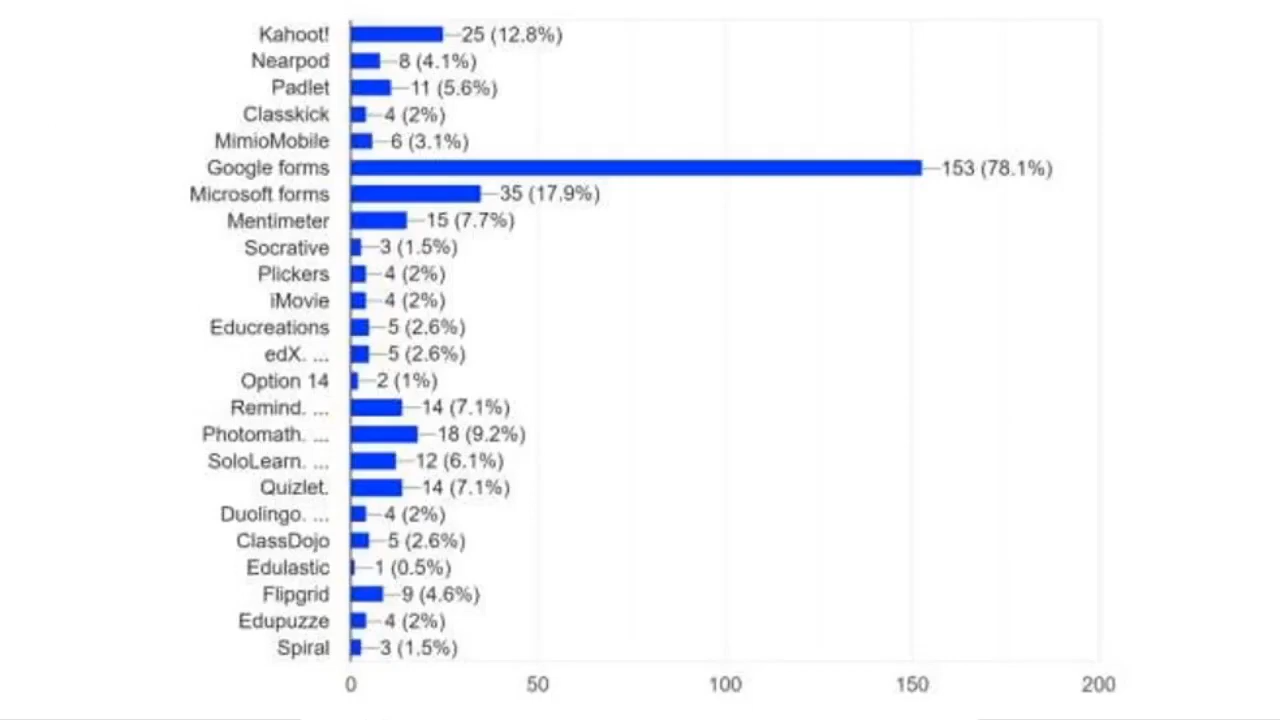 Kahoot! 25 (12.8%)
Nearpod 8 (4.1%)
Padlet 11 (5.6%)
Classkick 4 (2%)
MimioMobile 6 (3.1%)
Google forms 153 (78.1%)
Microsoft forms 35 (17.9%)
Mentimeter 15 (7.7%)
Socrative 3 (1.5%)
Plickers 4 (2%)
iMovie 4 (2%)
Educreations 5 (2.6%)
edX. ... 5 (2.6%)
Option 14 2 (1%)
Remind. ... 14 (7.1%)
Photomath. ... 18 (9.2%)
SoloLearn. ... 12 (6.1%)
Quizlet. 14 (7.1%)
Duolingo. ... 4 (2%)
ClassDojo 5 (2.6%)
Edulastic 1 (0.5%)
Flipgrid 9 (4.6%)
Edupuzze 4 (2%)
Spiral 3 (1.5%)
0 50 100 150 200